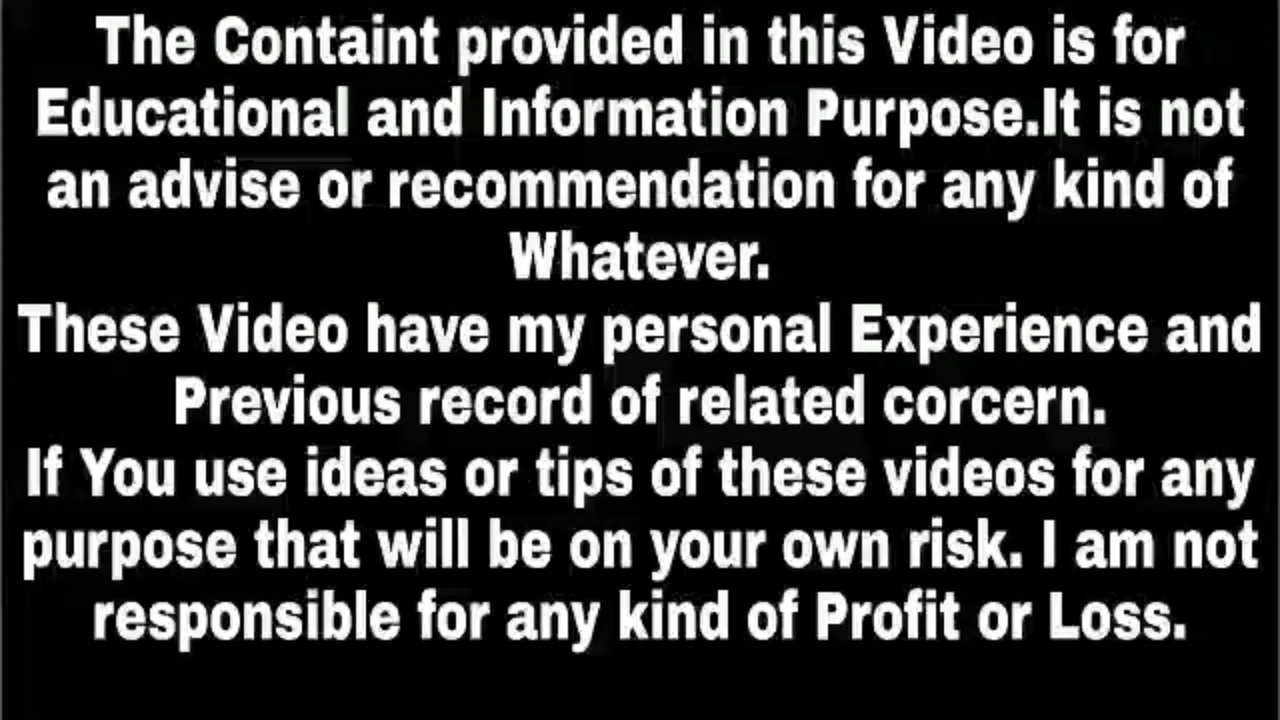 The Containt provided in this Video is for
Educational and Information Purpose.It is not
an advise or recommendation for any kind of
Whatever.
These Video have my personal Experience and
Previous record of related corcern.
If You use ideas or tips of these videos for any
purpose that will be on your own risk. I am not
responsible for any kind of Profit or Loss.